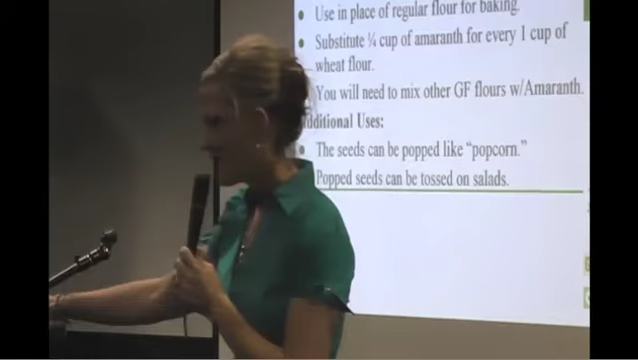 Use in place of regular flour for baking.
Substitute ¼ cup of amaranth for every 1 cup of
wheat flour.
You will need to mix other GF flours w/Amaranth.
dditional Uses:
The seeds can be popped like “popcorn.”
Popped seeds can be tossed on salads.